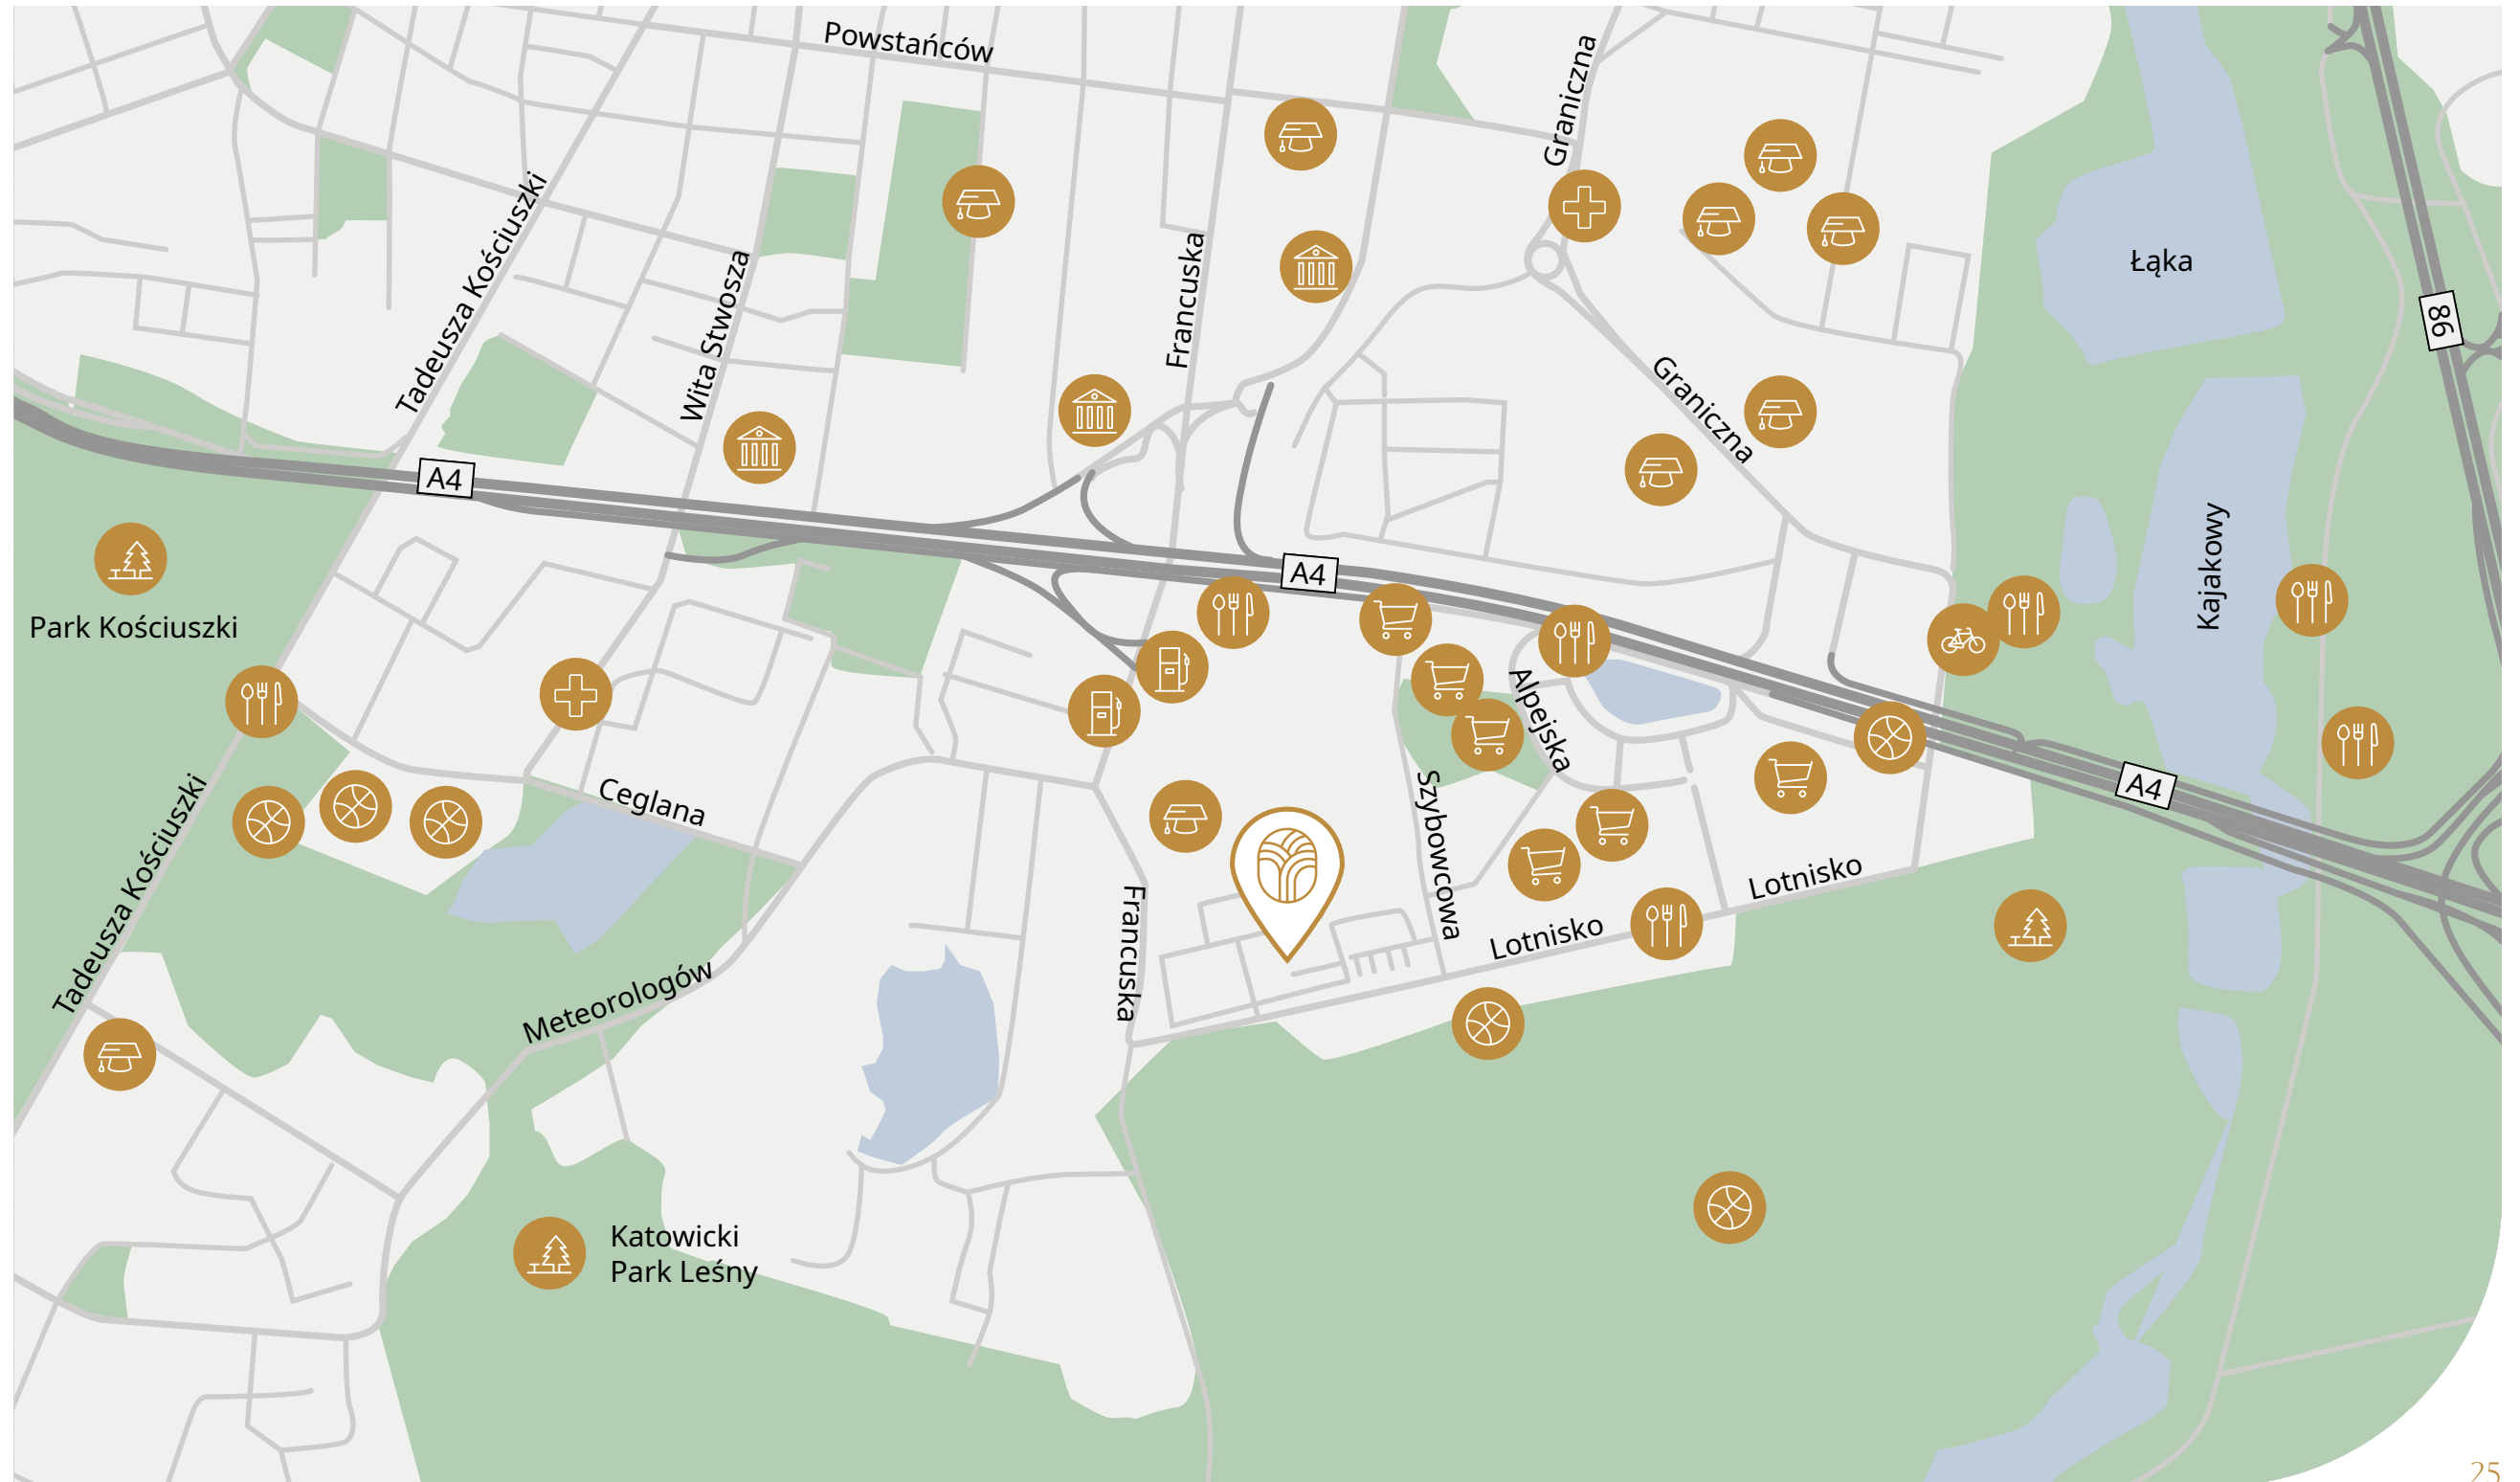 Powstańców
Graniczna
Tadeusza Kościuszki
Wita Stwosza
Francuska
Łąka
86
Graniczna
A4
A4
Kajakowy
Park Kościuszki
Alpejska
Ceglana
Szybowcowa
A4
Tadeusza Kościuszki
Francuska
Lotnisko
Lotnisko
Meteorologów
Katowicki
Park Leśny
25